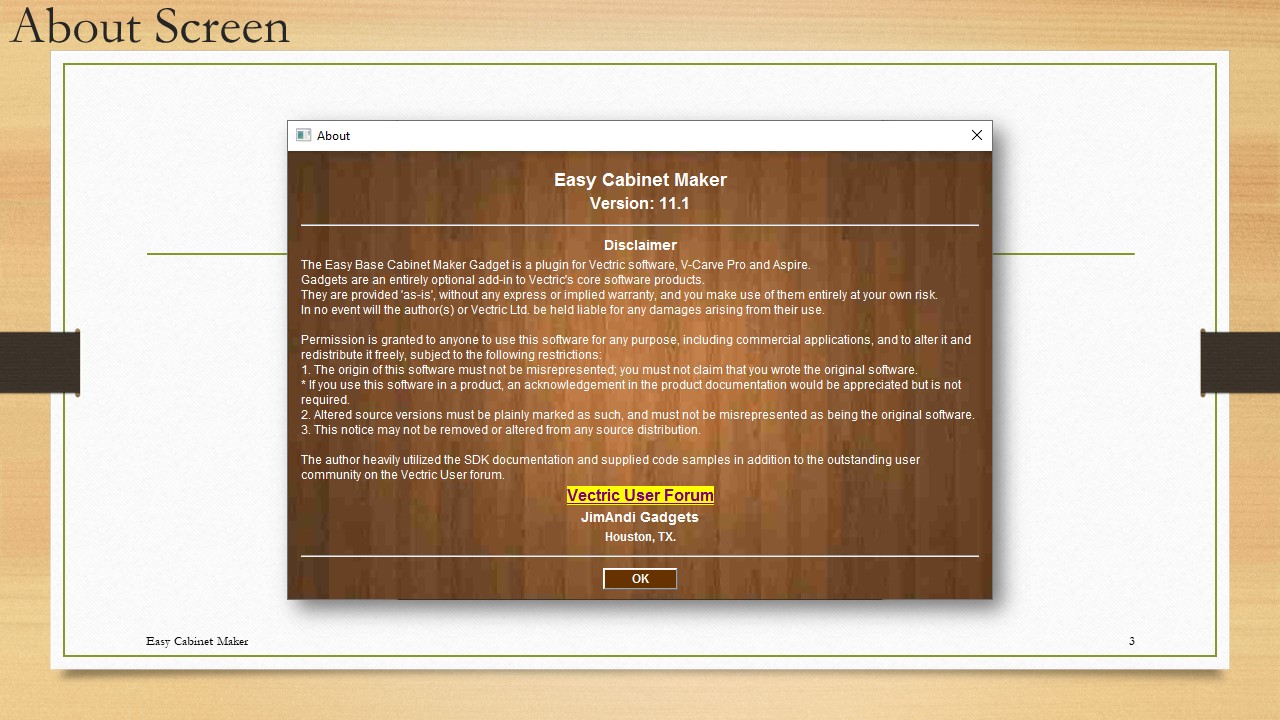 About Screen
About
Easy Cabinet Maker
Version: 11.1
Disclaimer
The Easy Base Cabinet Maker Gadget is a plugin for Vectric software, V-Carve Pro and Aspire.
Gadgets are an entirely optional add-in to Vectric's core software products.
They are provided 'as-is', without any express or implied warranty, and you make use of them entirely at your own risk.
In no event will the author(s) or Vectric Ltd. be held liable for any damages arising from their use.
Permission is granted to anyone to use this software for any purpose, including commercial applications, and to alter it and
redistribute it freely, subject to the following restrictions:
1. The origin of this software must not be misrepresented; you must not claim that you wrote the original software.
* If you use this software in a product, an acknowledgement in the product documentation would be appreciated but is not
required.
2. Altered source versions must be plainly marked as such, and must not be misrepresented as being the original software.
3. This notice may not be removed or altered from any source distribution.
The author heavily utilized the SDK documentation and supplied code samples in addition to the outstanding user
community on the Vectric User forum.
Vectric User Forum
JimAndi Gadgets
Houston, TX.
OK
Easy Cabinet Maker
3